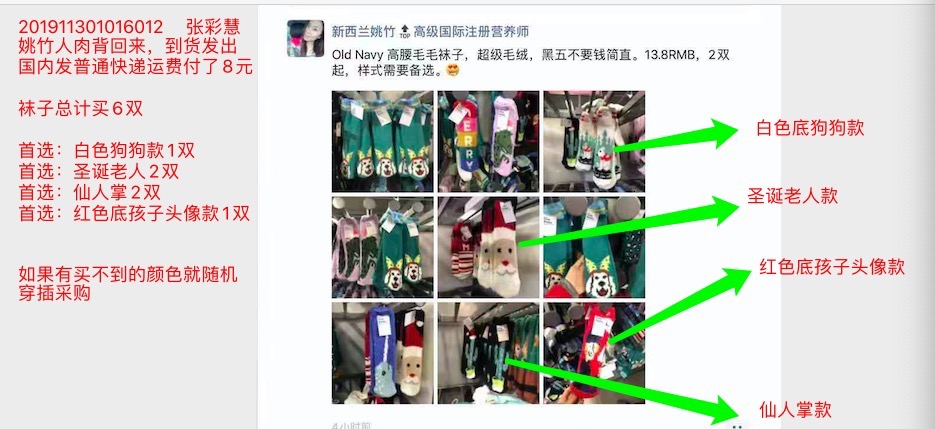 201911301016012 张彩慧
姚竹人肉背回来，到货发出
国内发普通快递运费付了8元
袜子总计买6双
首选：白色狗狗款1双
首选：圣诞老人2双
首选：仙人掌2双
首选：红色底孩子头像款1双
如果有买不到的颜色就随机
穿插采购
新西兰姚竹TOP高级国际注册营养师
Old Navy 高腰毛毛袜子，超级毛绒，黑五不要钱简直。13.8RMB，2双
起，样式需要备选。
MERRY
白色底狗狗款
圣诞老人款
红色底孩子头像款
仙人掌款
4小时前